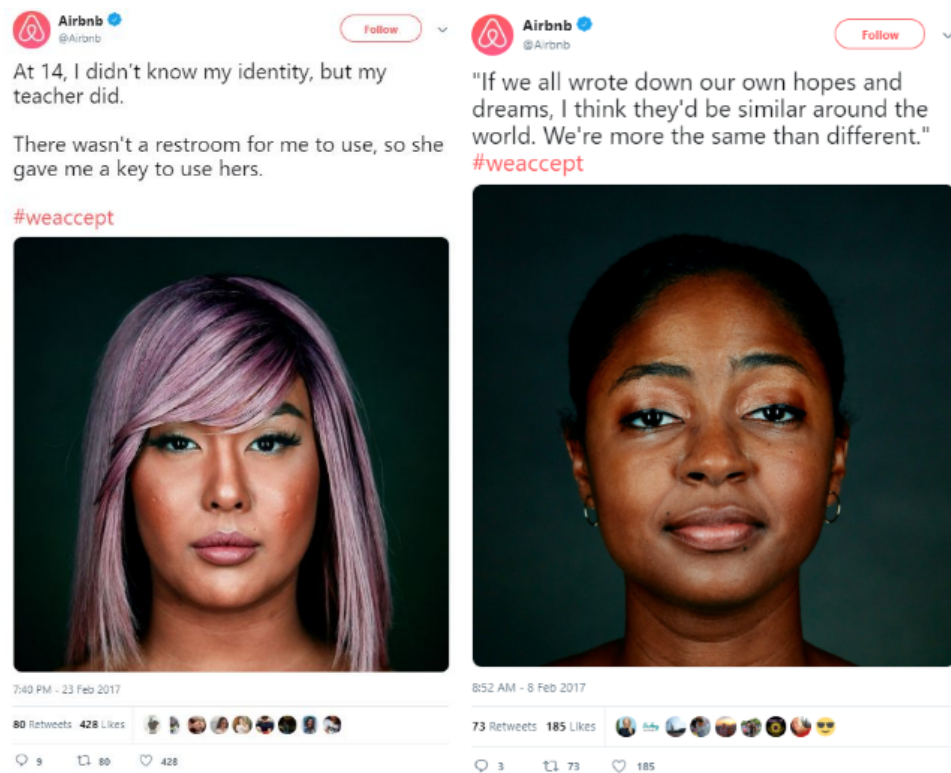 Airbnb
@Airbnb
Follow
At 14, I didn't know my identity, but my
teacher did.
There wasn't a restroom for me to use, so she
gave me a key to use hers.
#weaccept
7:40 PM - 23 Feb 2017
80 Retweets 428 Likes
9 80 428
Airbnb
@Airbnb
Follow
"If we all wrote down our own hopes and
dreams, I think they'd be similar around the
world. We're more the same than different."
#weaccept
8:52 AM - 8 Feb 2017
73 Retweets 185 Likes
3 73 185